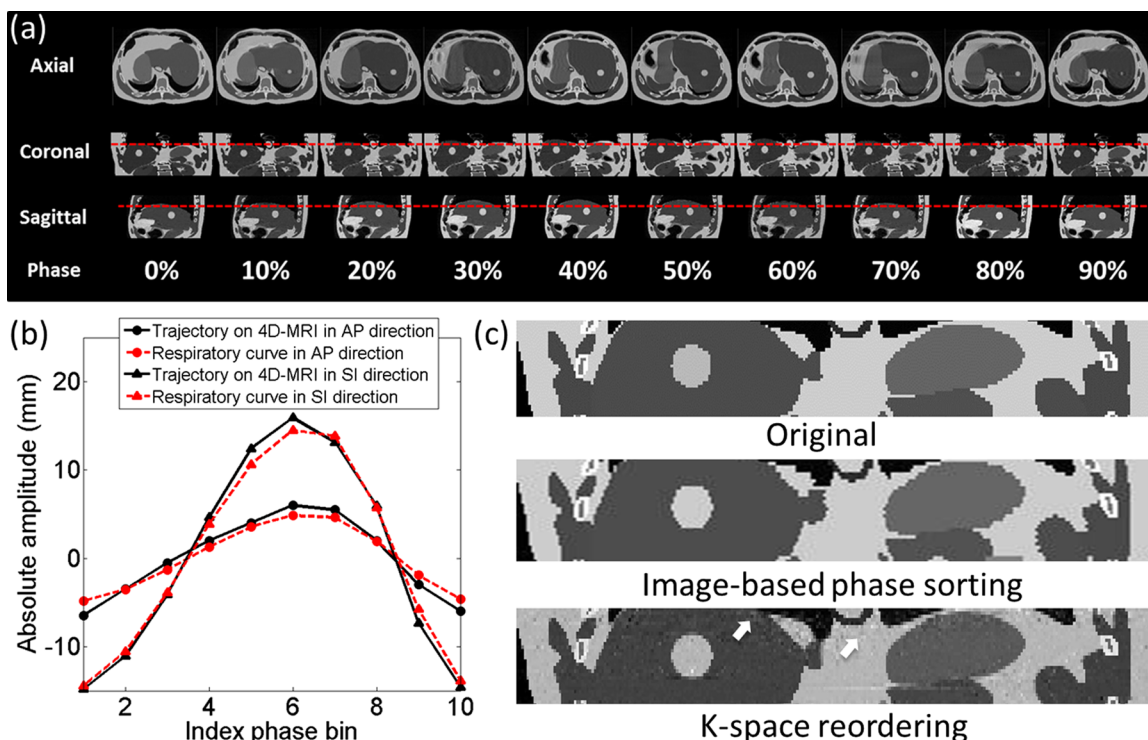 (a)
Axial
Coronal
Sagittal
Phase 0% 10% 20% 30% 40% 50% 60% 70% 80% 90%
(b)
Trajectory on 4D-MRI in AP direction
Respiratory curve in AP direction
Trajectory on 4D-MRI in SI direction
Respiratory curve in SI direction
Absolute amplitude (mm)
20
10
0
-10
2 4 6 8 10
Index phase bin
(c)
Original
Image-based phase sorting
K-space reordering